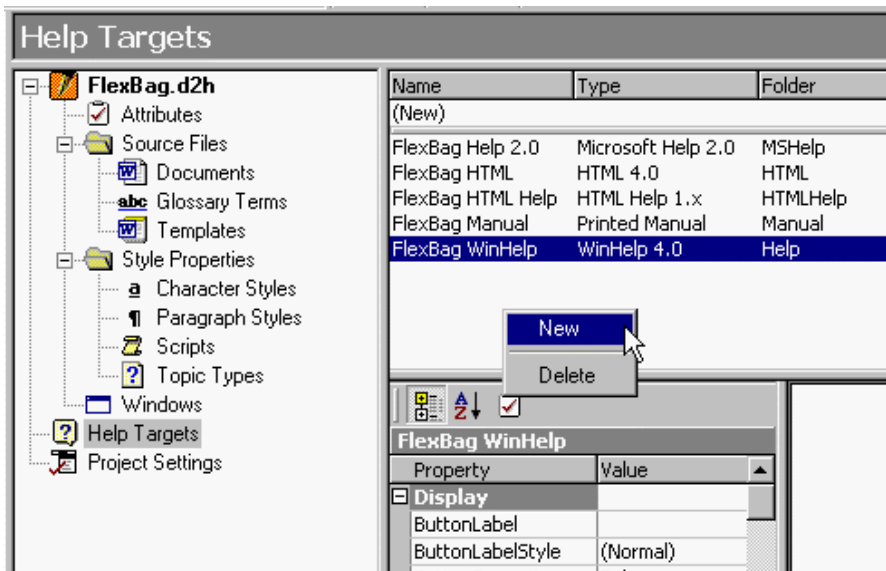 Help Targets
FlexBag.d2h
Attributes
Source Files
Documents
abc Glossary Terms
Templates
Style Properties
a Character Styles
¶ Paragraph Styles
Scripts
? Topic Types
Windows
? Help Targets
Project Settings
Name Type Folder
(New)
FlexBag Help 2.0 Microsoft Help 2.0 MSHelp
FlexBag HTML HTML 4.0 HTML
FlexBag HTML Help HTML Help 1.x HTMLHelp
FlexBag Manual Printed Manual Manual
FlexBag WinHelp WinHelp 4.0 Help
New
Delete
FlexBag WinHelp
Property Value
Display
ButtonLabel
ButtonLabelStyle (Normal)